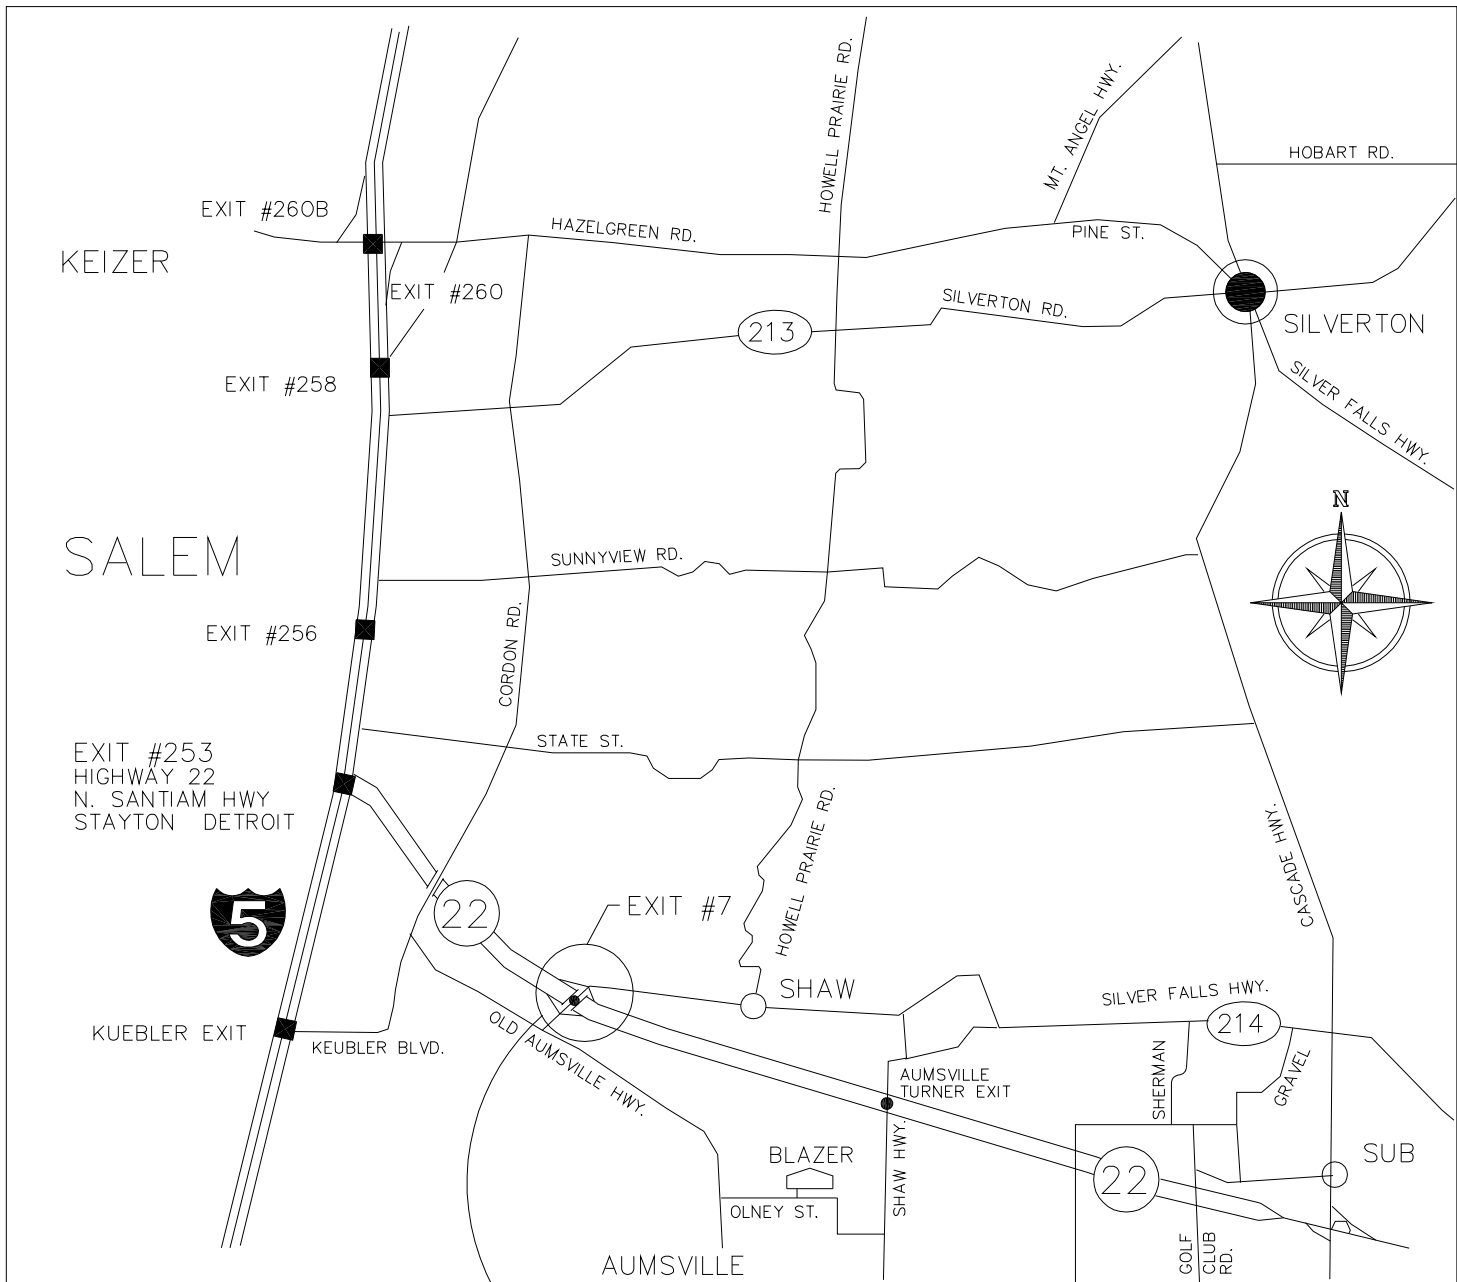 HOWELL PRAIRIE RD.
MT. ANGEL HWY.
HOBART RD.
EXIT #260B
HAZELGREEN RD.
PINE ST.
KEIZER
EXIT #260
SILVERTON RD.
213
SILVERTON
EXIT #258
SILVER FALLS HWY.
N
SALEM
SUNNYVIEW RD.
EXIT #256
CORDON RD.
STATE ST.
EXIT #253
HIGHWAY 22
N. SANTIAM HWY
STAYTON DETROIT
HOWELL PRAIRIE RD.
CASCADE HWY.
5
22
EXIT #7
SHAW
SILVER FALLS HWY.
214
KUEBLER EXIT
KEUBLER BLVD.
OLD AUMSVILLE HWY.
AUMSVILLE
TURNER EXIT
SHERMAN
GRAVEL
BLAZER
SHAW HWY.
22
SUB
OLNEY ST.
GOLF
CLUB
RD.
AUMSVILLE